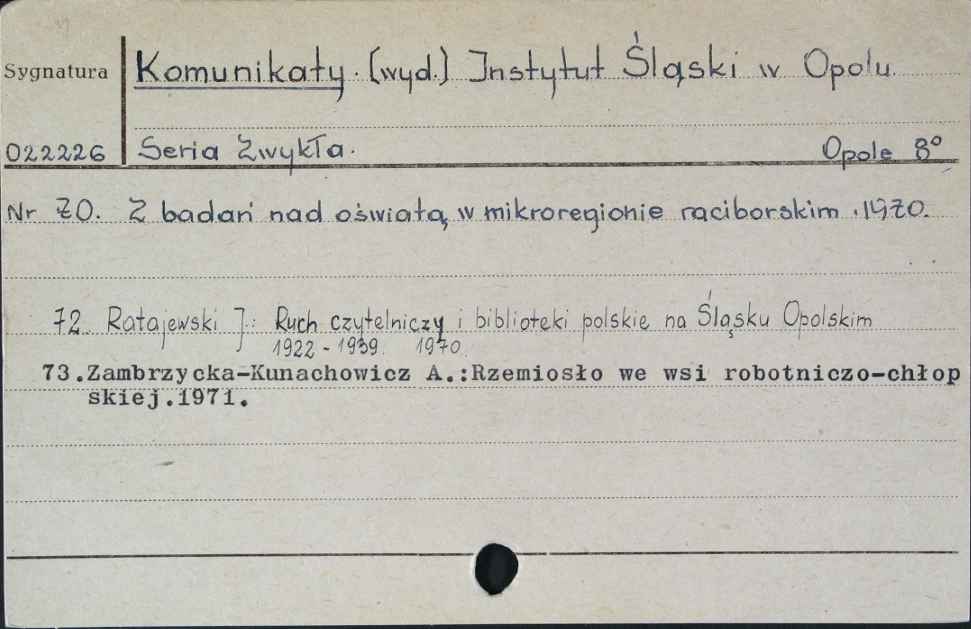 Sygnatura Komunikaty. (wyd.) Instytut Śląski w Opolu.
022226 Seria Zwykła. Opole 8°
Nr 70. Z badań nad oświatą w mikroregionie raciborskim. 1970.
72. Ratajewski J.: Ruch czytelniczy i biblioteki polskie na Śląsku Opolskim
1922 - 1939. 1970.
73.Zambrzycka-Kunachowicz A.:Rzemiosło we wsi robotniczo-chłop
skiej.1971.